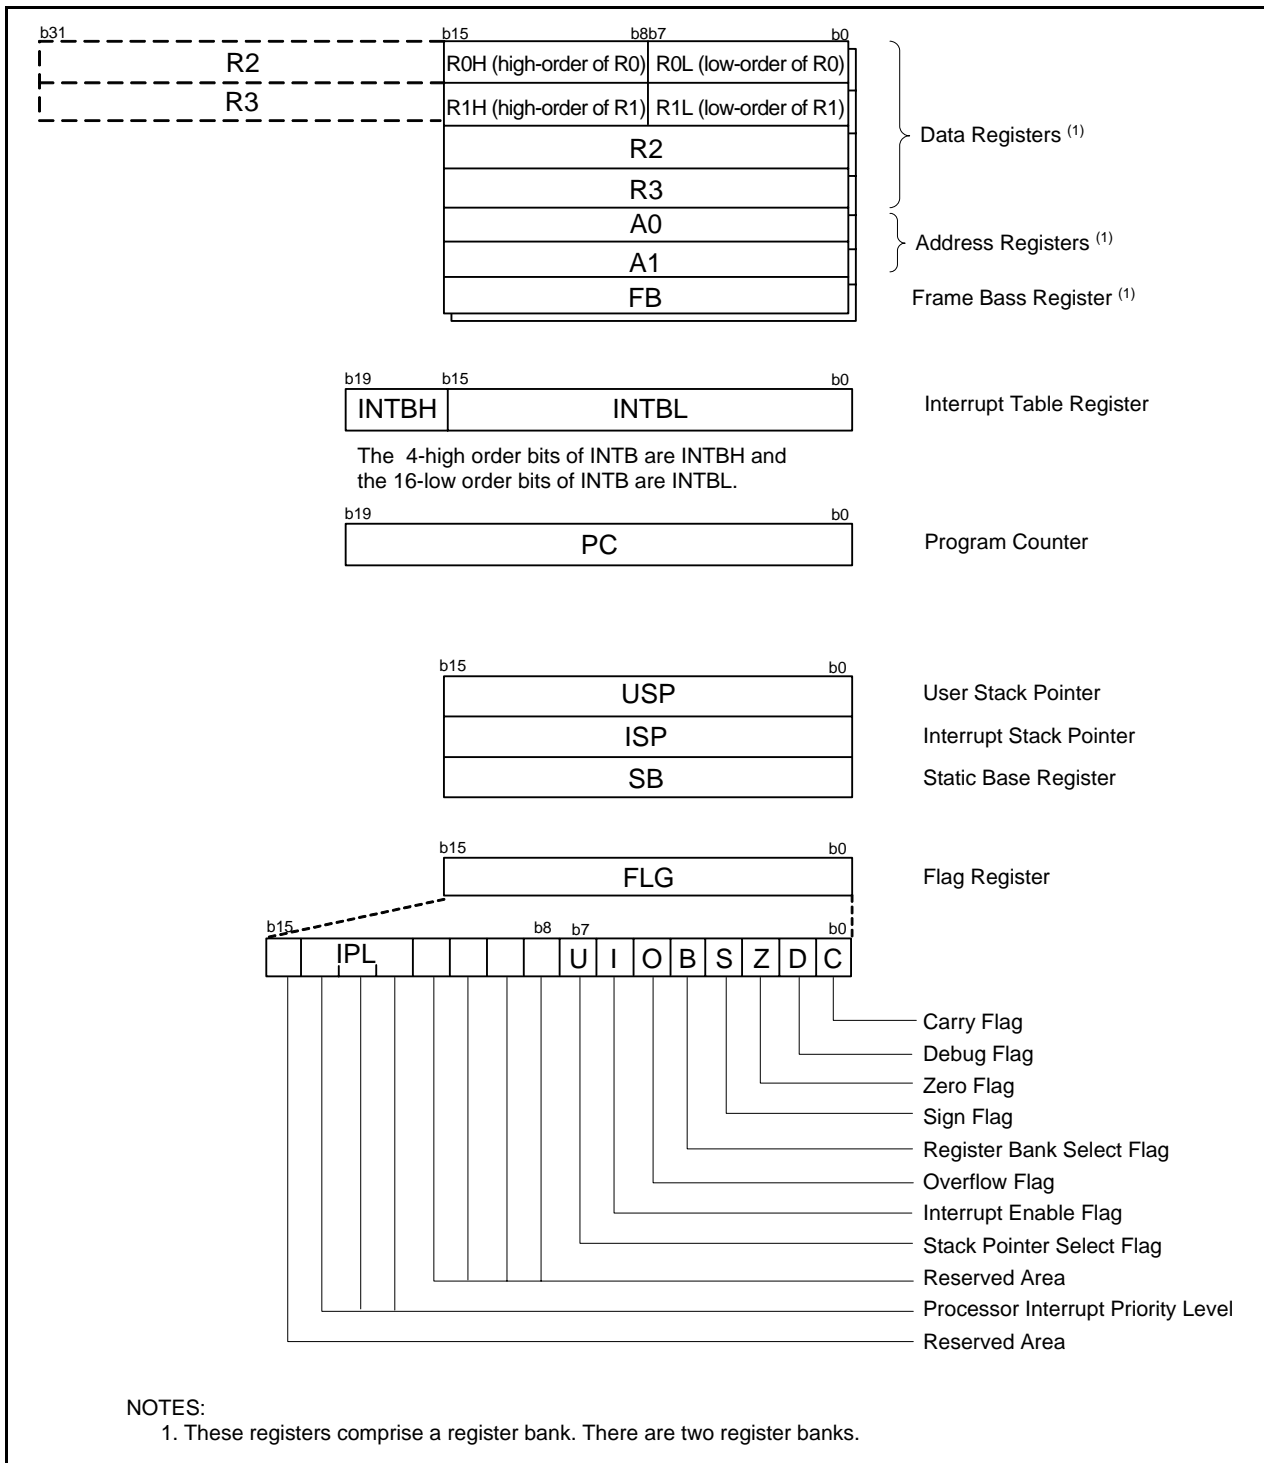 b31 b15 b8b7 b0
R2 R0H (high-order of R0) R0L (low-order of R0)
R3 R1H (high-order of R1) R1L (low-order of R1)
Data Registers (1)
R2
R3
A0
Address Registers (1)
A1
FB Frame Bass Register (1)
b19 b15 b0
INTBH INTBL Interrupt Table Register
The 4-high order bits of INTB are INTBH and
the 16-low order bits of INTB are INTBL.
b19 b0
PC Program Counter
b15 b0
USP User Stack Pointer
ISP Interrupt Stack Pointer
SB Static Base Register
b15 b0
FLG Flag Register
b15 b8 b7 b0
IPL U I O B S Z D C
Carry Flag
Debug Flag
Zero Flag
Sign Flag
Register Bank Select Flag
Overflow Flag
Interrupt Enable Flag
Stack Pointer Select Flag
Reserved Area
Processor Interrupt Priority Level
Reserved Area
NOTES:
1. These registers comprise a register bank. There are two register banks.